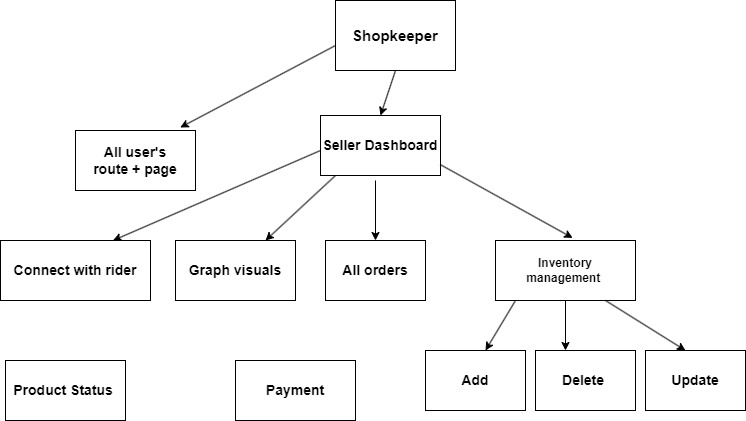 Shopkeeper
All user's
route + page
Seller Dashboard
Connect with rider
Graph visuals
All orders
Inventory
management
Product Status
Payment
Add
Delete
Update